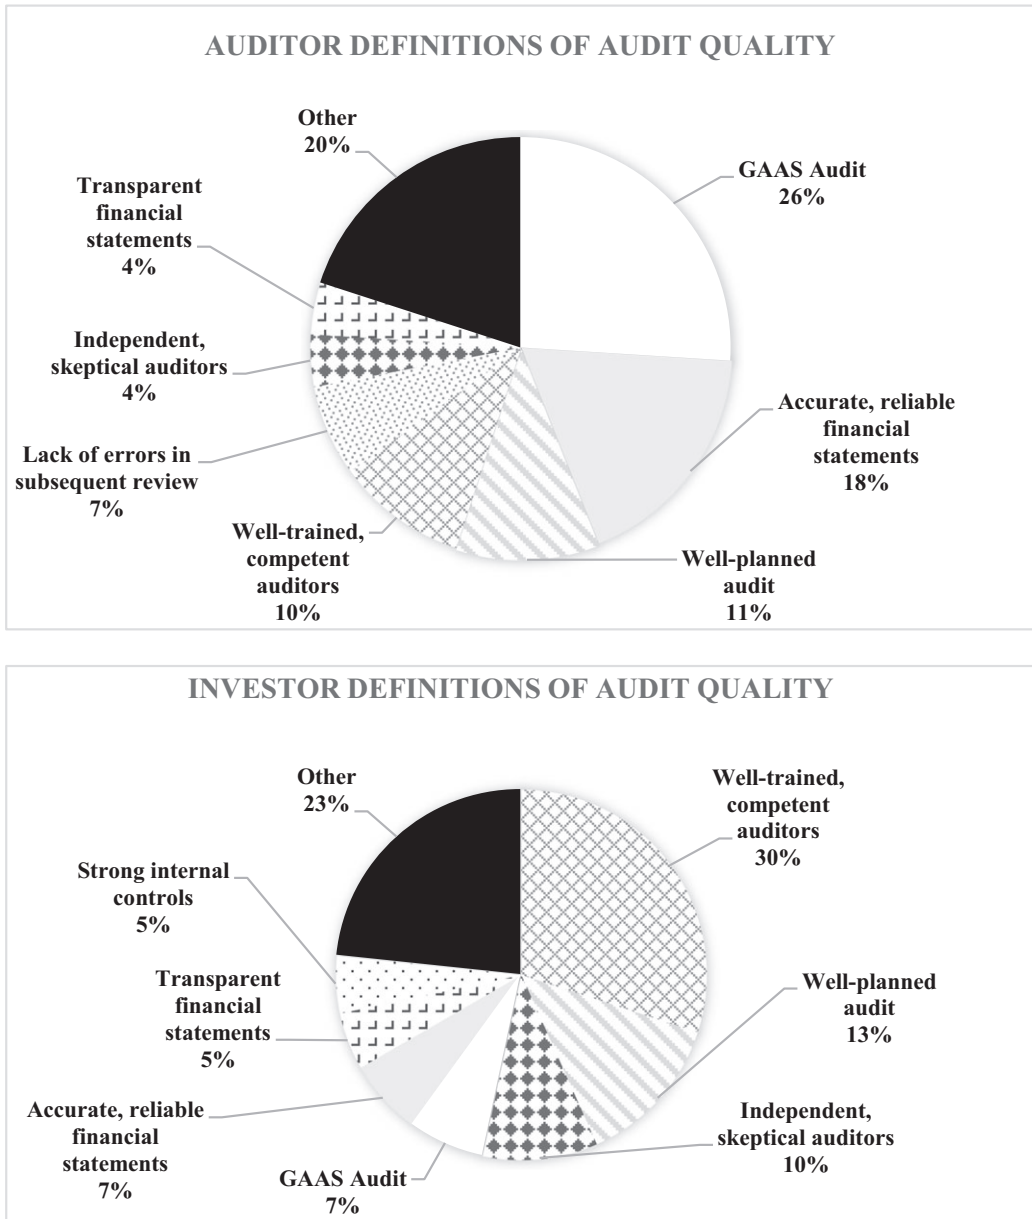 AUDITOR DEFINITIONS OF AUDIT QUALITY
Other
20%
GAAS Audit
26%
Transparent
financial
statements
4%
Independent,
skeptical auditors
4%
Accurate, reliable
financial
statements
18%
Lack of errors in
subsequent review
7%
Well-trained,
competent
auditors
10%
Well-planned
audit
11%
INVESTOR DEFINITIONS OF AUDIT QUALITY
Other
23%
Well-trained,
competent
auditors
30%
Strong internal
controls
5%
Transparent
financial
statements
5%
Well-planned
audit
13%
Accurate, reliable
financial
statements
7%
GAAS Audit
7%
Independent,
skeptical auditors
10%